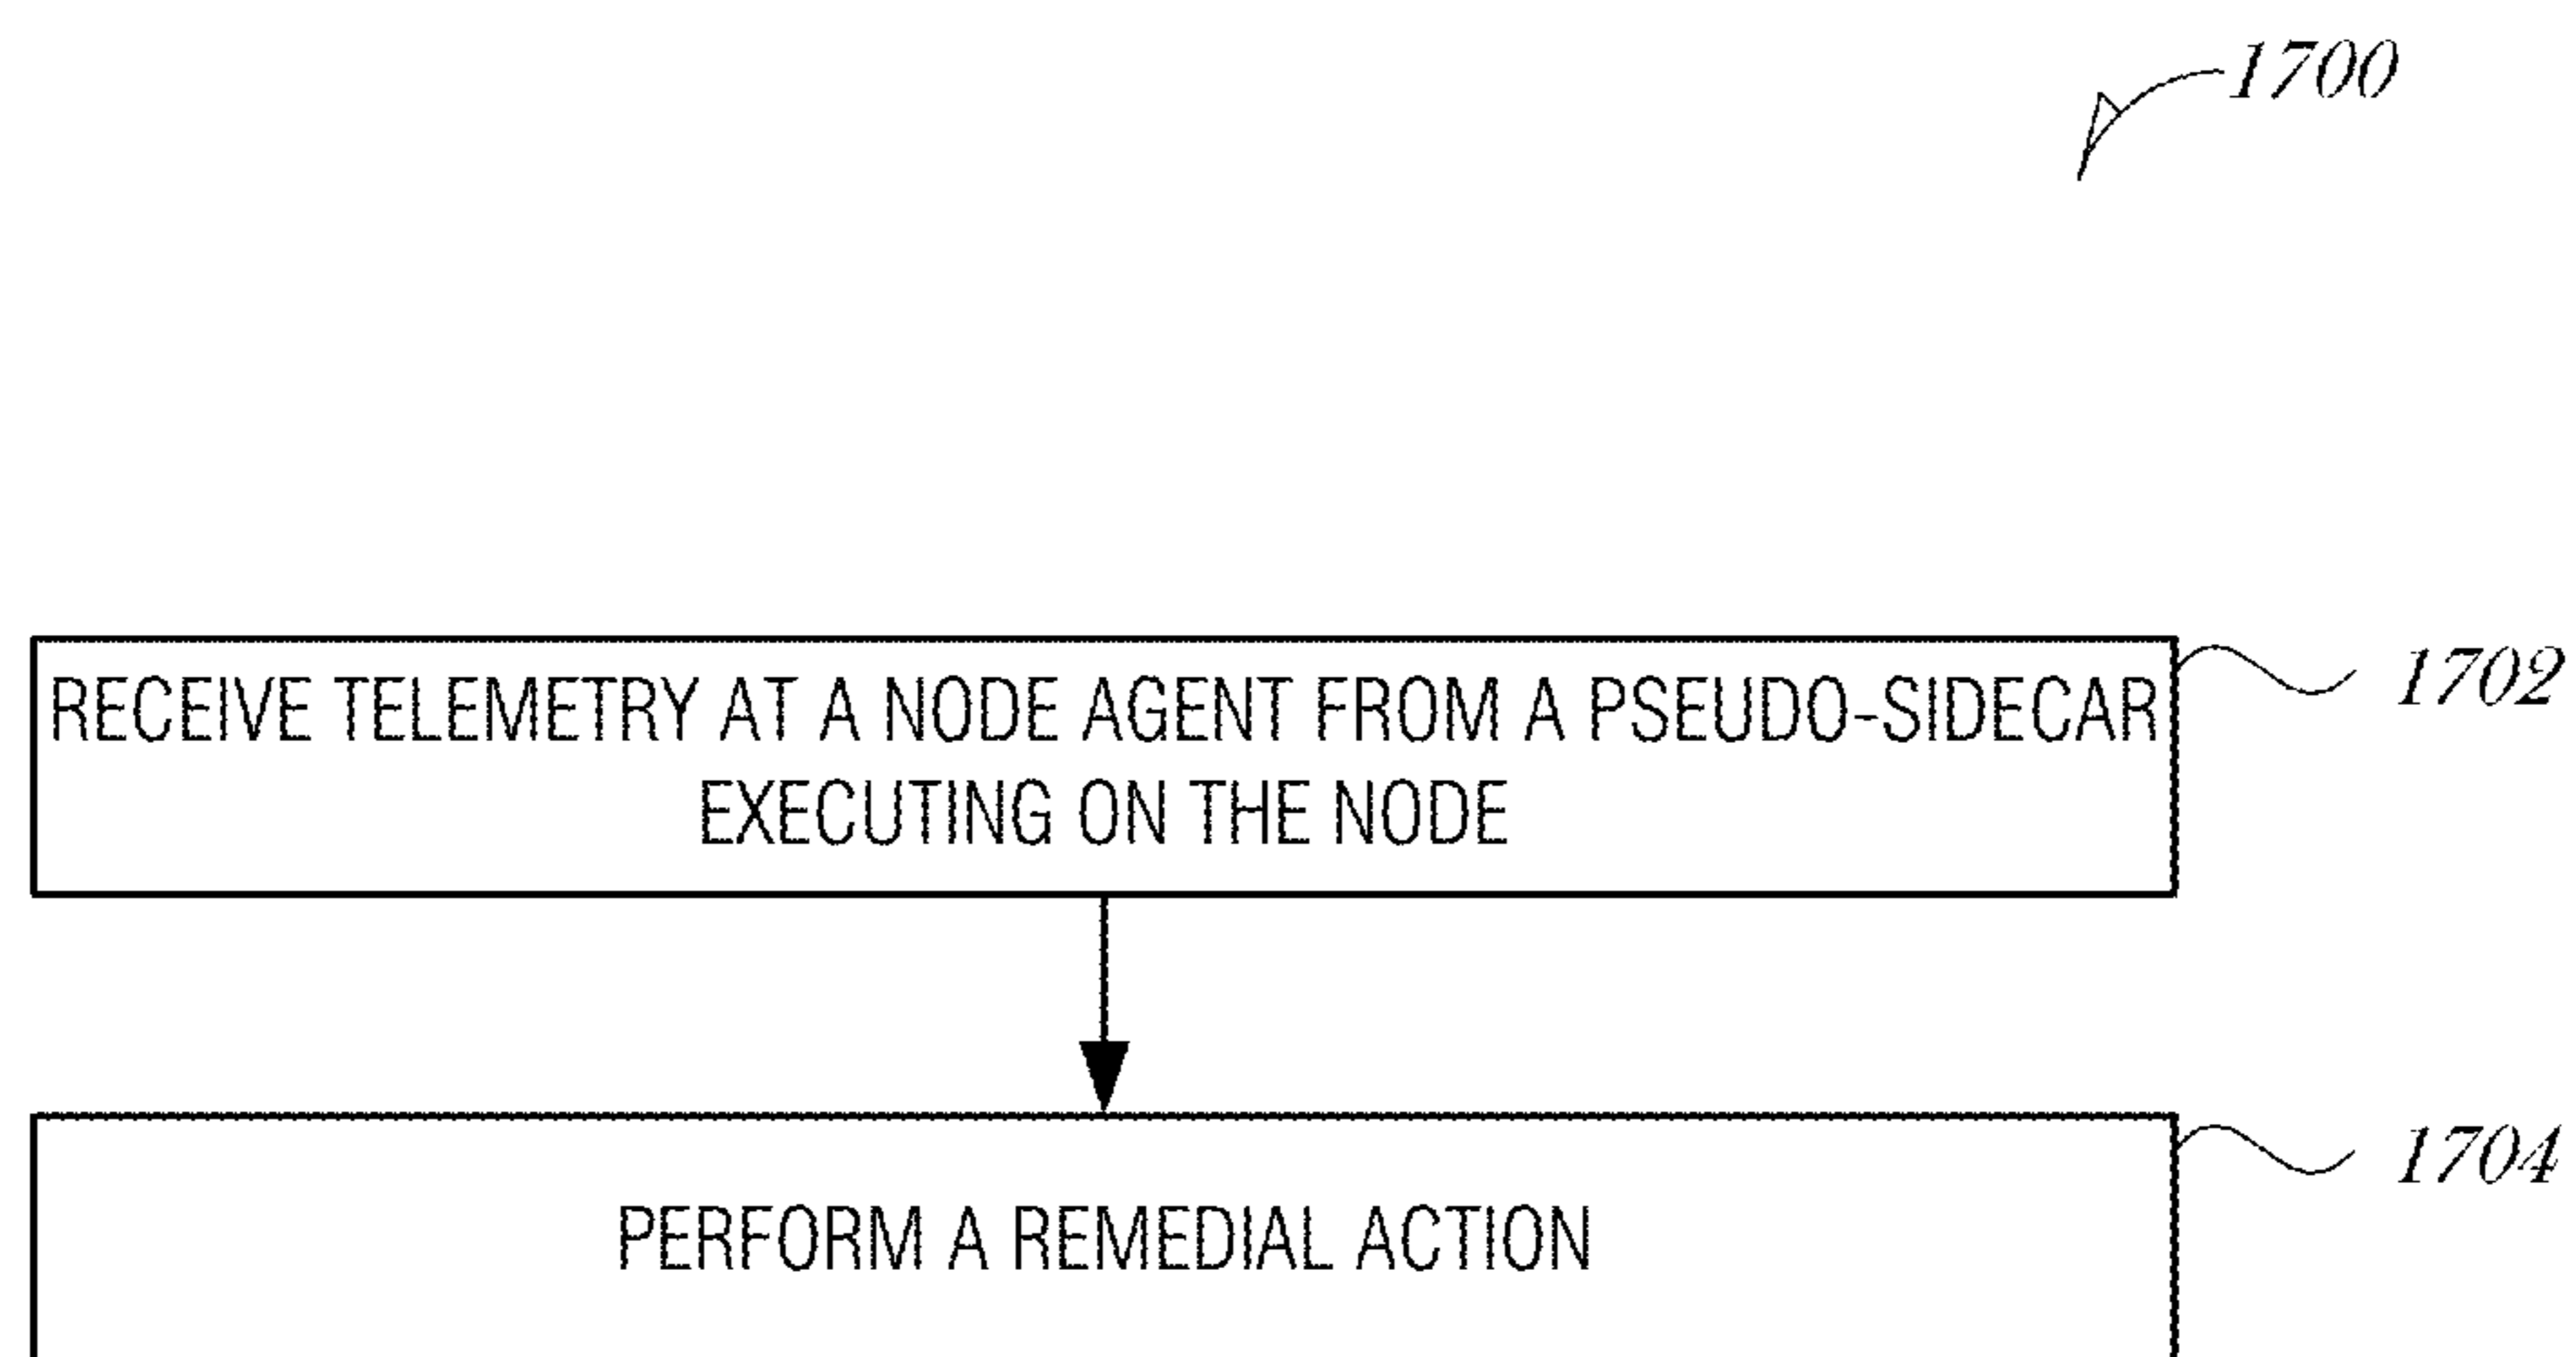 1700
RECEIVE TELEMETRY AT A NODE AGENT FROM A PSEUDO-SIDECAR
EXECUTING ON THE NODE
1702
PERFORM A REMEDIAL ACTION
1704